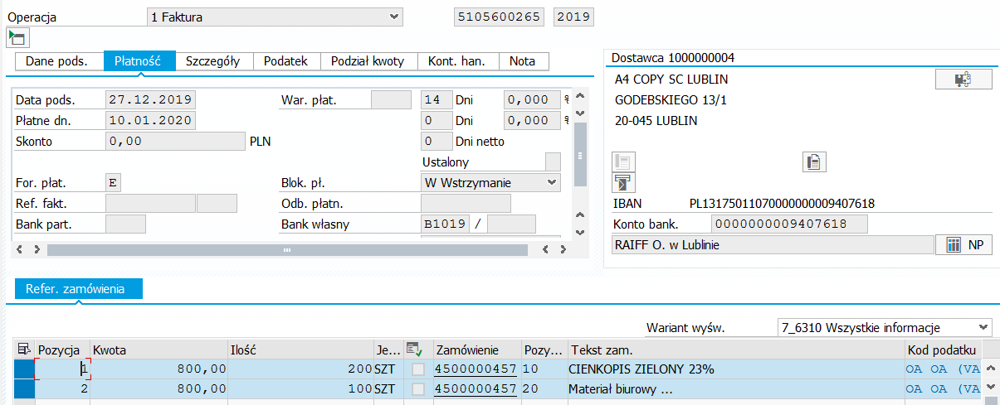 Operacja 1 Faktura 5105600265 2019
Dane pods. Płatność Szczegóły Podatek Podział kwoty Kont. han. Nota
Data pods. 27.12.2019 War. płat. 14 Dni 0,000 %
Płatne dn. 10.01.2020 0 Dni 0,000 %
Skonto 0,00 PLN 0 Dni netto
Ustalony
For. płat. E Blok. pł. W Wstrzymanie
Ref. fakt. Odb. płatn.
Bank part. Bank własny B1019 /
Dostawca 1000000004
A4 COPY SC LUBLIN
GODEBSKIEGO 13/1
20-045 LUBLIN
IBAN PL13175011070000000009407618
Konto bank. 0000000009407618
RAIFF O. w Lublinie NP
Refer. zamówienia
Wariant wyśw. 7_6310 Wszystkie informacje
Pozycja Kwota Ilość Je... Zamówienie Pozy... Tekst zam. Kod podatku
1 800,00 200 SZT 4500000457 10 CIENKOPIS ZIELONY 23% OA OA (VA
2 800,00 100 SZT 4500000457 20 Materiał biurowy ... OA OA (VA